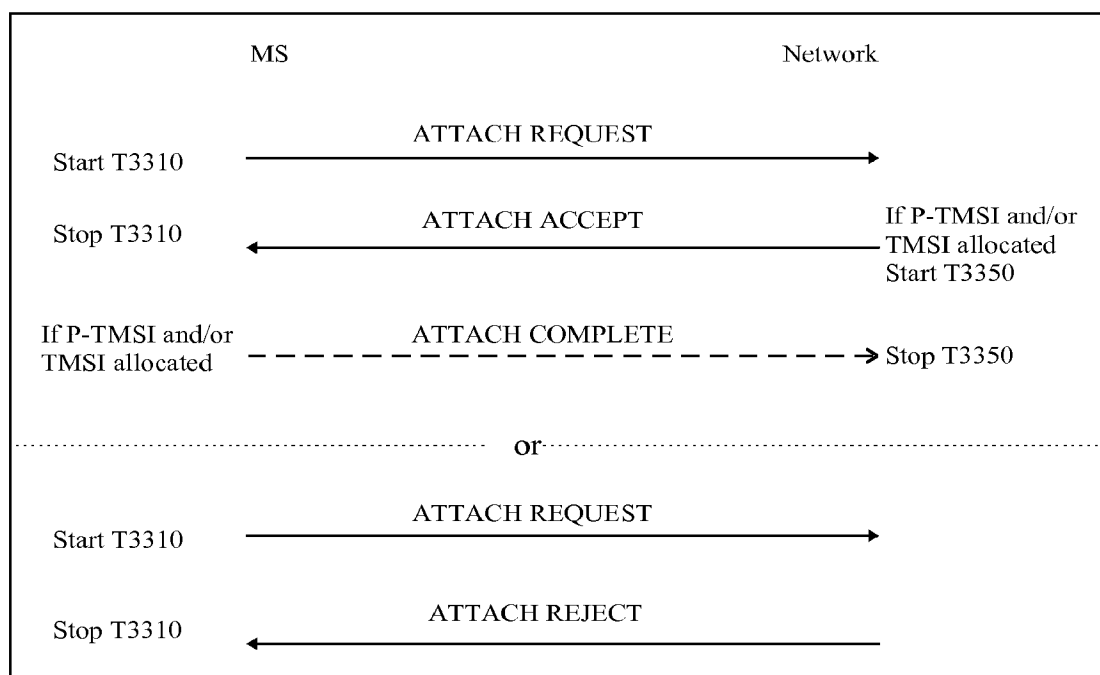 MS Network
ATTACH REQUEST
Start T3310
ATTACH ACCEPT
Stop T3310
If P-TMSI and/or
TMSI allocated
Start T3350
If P-TMSI and/or
TMSI allocated
ATTACH COMPLETE
Stop T3350
or
ATTACH REQUEST
Start T3310
ATTACH REJECT
Stop T3310